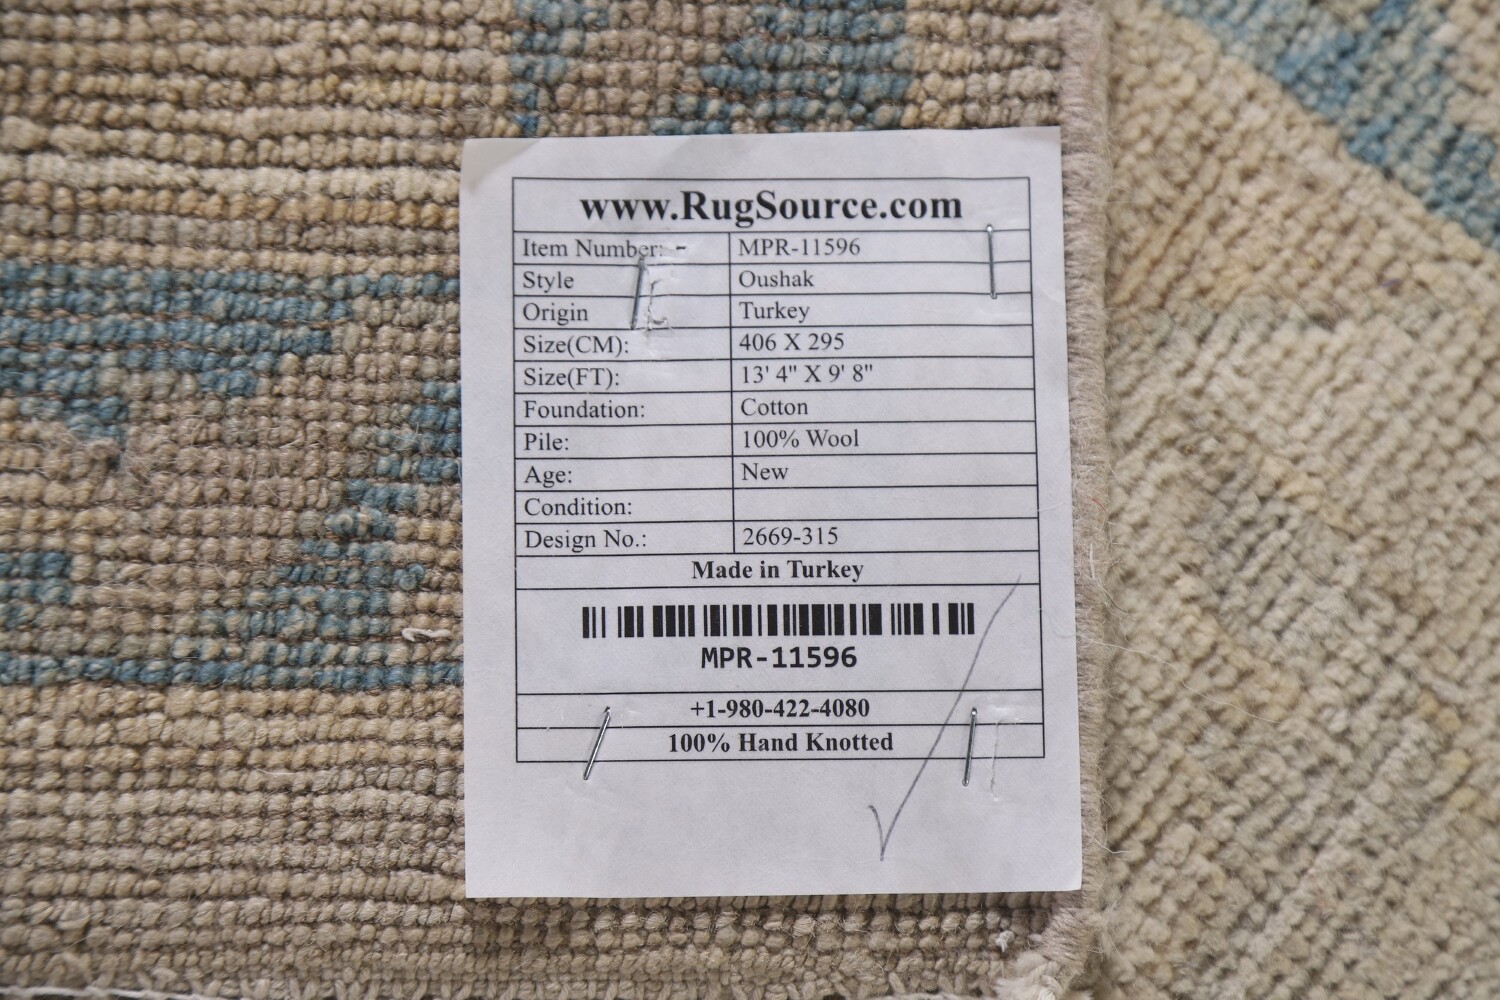 www.RugSource.com
Item Number: MPR-11596
Style Oushak
Origin Turkey
Size(CM): 406 X 295
Size(FT): 13' 4" X 9' 8"
Foundation: Cotton
Pile: 100% Wool
Age: New
Condition:
Design No.: 2669-315
Made in Turkey
MPR-11596
+1-980-422-4080
100% Hand Knotted